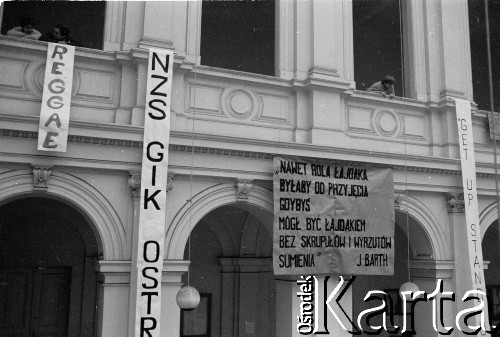 REGGAE
NZS GIK OSTR
"NAWET ROLA ŁAJDAKA
BYŁABY DO PRZYJĘCIA
GDYBYŚ
MÓGŁ BYĆ ŁAJDAKIEM
BEZ SKRUPUŁÓW I WYRZUTÓW
SUMIENIA" J. BARTH
"GET UP STAN
Ośrodek
Karta